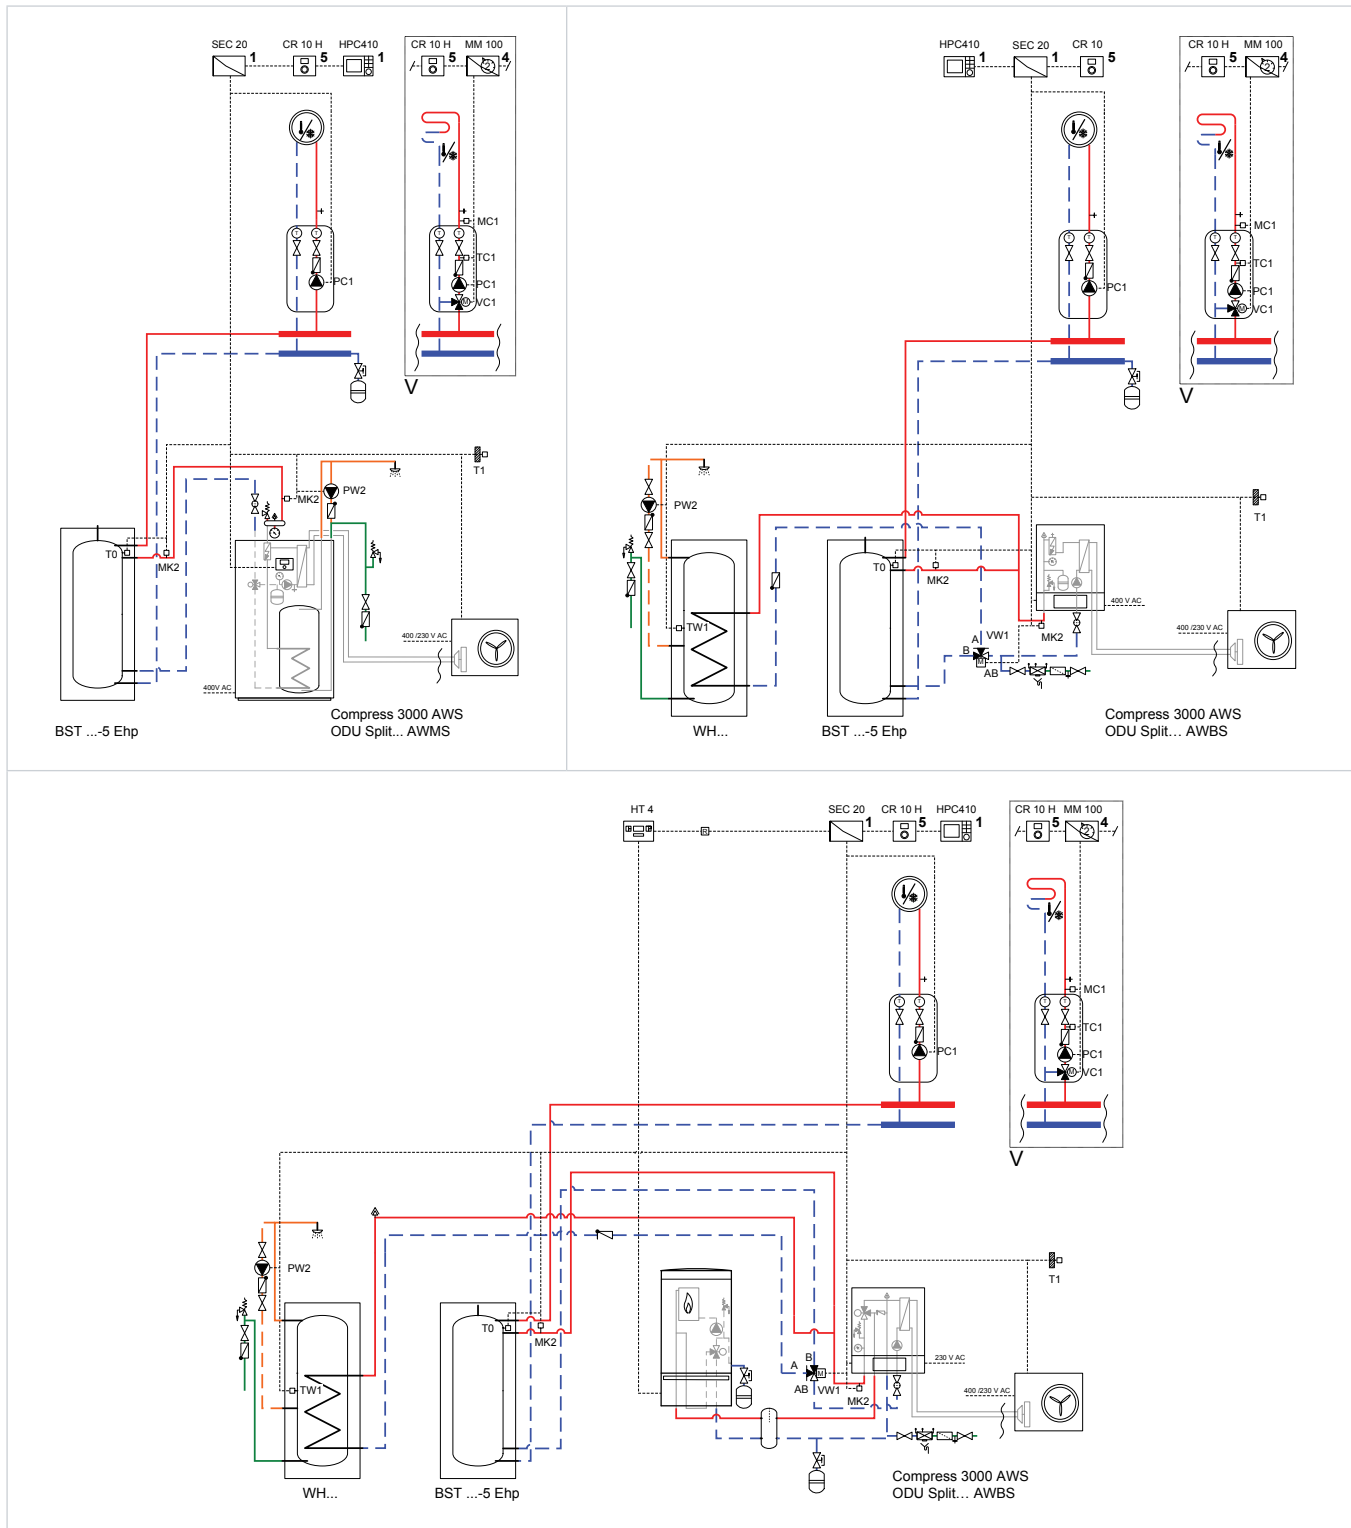 SEC 20 CR 10 H HPC410
1 5 1
CR 10 H MM 100
5 4
2
T T
PC1
MC1
T T
TC1
PC1
M VC1
V
T1
PW2
MK2
T0
MK2
400 /230 V AC
400V AC
Compress 3000 AWS
ODU Split... AWMS
BST ...-5 Ehp
HPC410 SEC 20 CR 10
1 1 5
CR 10 H MM 100
5 4
2
T T
PC1
MC1
T T
TC1
PC1
M VC1
V
T1
PW2
T0
MK2
400 V AC
TW1
A VW1
B
M
AB
MK2
400 /230 V AC
Compress 3000 AWS
ODU Split... AWBS
WH...
BST ...-5 Ehp
HT 4 SEC 20 CR 10 H HPC410
R 1 5 1
CR 10 H MM 100
5 4
2
T T
PC1
MC1
T T
TC1
PC1
M VC1
V
PW2
T1
T0
MK2
230 V AC
B
A M
AB VW1
MK2
TW1
400 /230 V AC
Compress 3000 AWS
ODU Split... AWBS
WH...
BST ...-5 Ehp